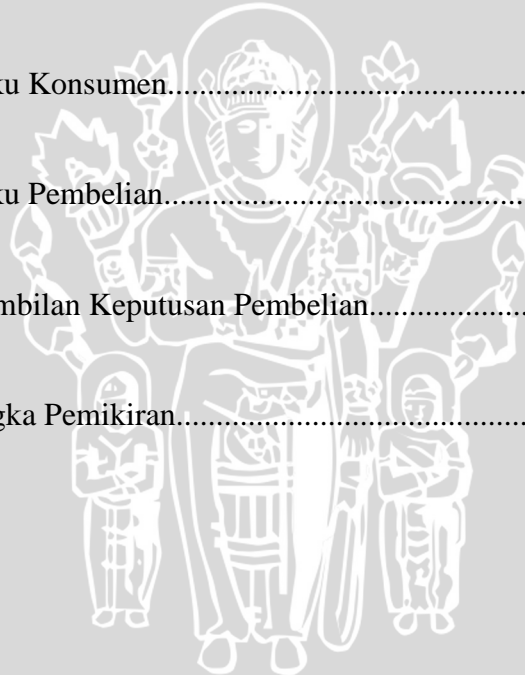 ku Konsumen..............................................
ku Pembelian..............................................
mbilan Keputusan Pembelian...................
gka Pemikiran............................................